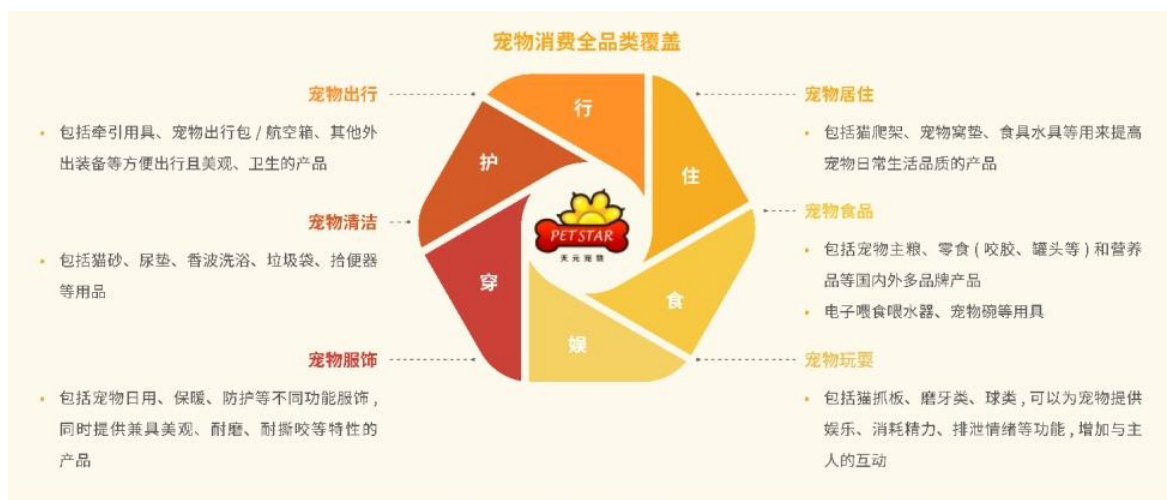 宠物消费全品类覆盖
宠物出行
• 包括牵引用具、宠物出行包 / 航空箱、其他外
出装备等方便出行且美观、卫生的产品
宠物清洁
• 包括猫砂、尿垫、香波洗浴、垃圾袋、拾便器
等用品
宠物服饰
• 包括宠物日用、保暖、防护等不同功能服饰，
同时提供兼具美观、耐磨、耐撕咬等特性的
产品
行
护
住
PET STAR
天元宠物
穿
食
娱
宠物居住
• 包括猫爬架、宠物窝垫、食具水具等用来提高
宠物日常生活品质的产品
宠物食品
• 包括宠物主粮、零食 ( 咬胶、罐头等 ) 和营养
品等国内外多品牌产品
• 电子喂食喂水器、宠物碗等用具
宠物玩耍
• 包括猫抓板、磨牙类、球类 , 可以为宠物提供
娱乐、消耗精力、排泄情绪等功能 , 增加与主
人的互动